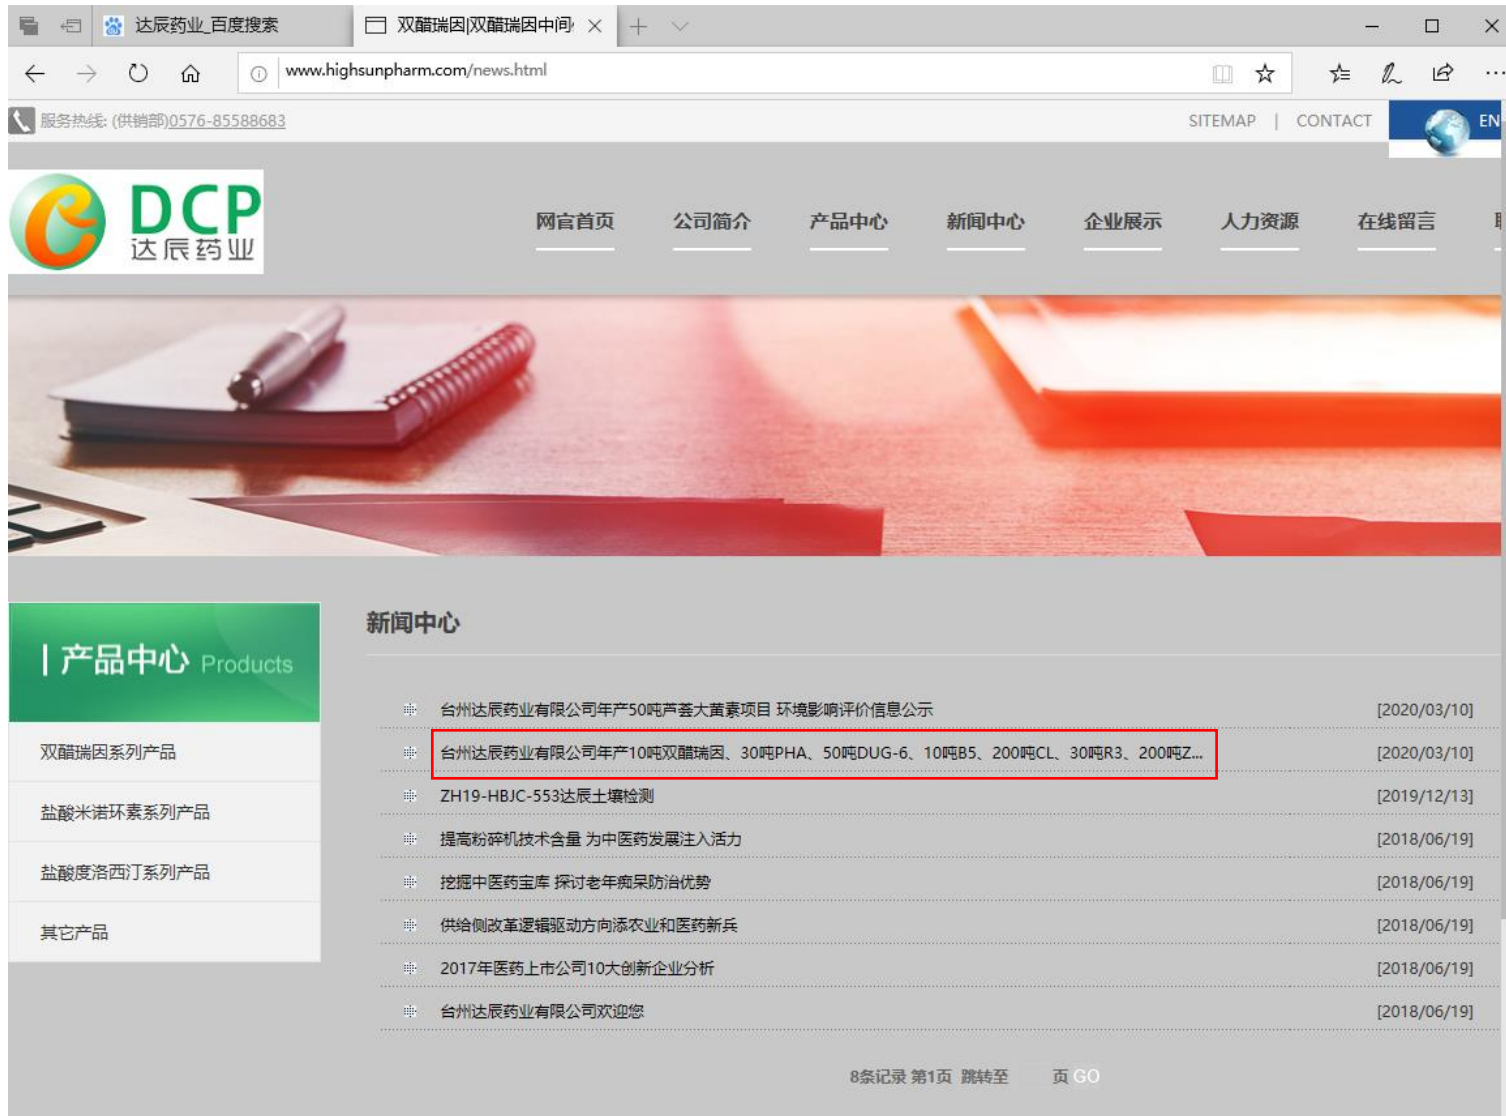 达辰药业_百度搜索
双醋瑞因|双醋瑞因中间
www.highsunpharm.com/news.html
服务热线: (供销部)0576-85588683
SITEMAP | CONTACT
EN
DCP
达辰药业
网官首页 公司简介 产品中心 新闻中心 企业展示 人力资源 在线留言
产品中心 Products
双醋瑞因系列产品
盐酸米诺环素系列产品
盐酸度洛西汀系列产品
其它产品
新闻中心
台州达辰药业有限公司年产50吨芦荟大黄素项目 环境影响评价信息公示 [2020/03/10]
台州达辰药业有限公司年产10吨双醋瑞因、30吨PHA、50吨DUG-6、10吨B5、200吨CL、30吨R3、200吨Z... [2020/03/10]
ZH19-HBJC-553达辰土壤检测 [2019/12/13]
提高粉碎机技术含量 为中医药发展注入活力 [2018/06/19]
挖掘中医药宝库 探讨老年痴呆防治优势 [2018/06/19]
供给侧改革逻辑驱动方向添农业和医药新兵 [2018/06/19]
2017年医药上市公司10大创新企业分析 [2018/06/19]
台州达辰药业有限公司欢迎您 [2018/06/19]
8条记录 第1页 跳转至 页 GO